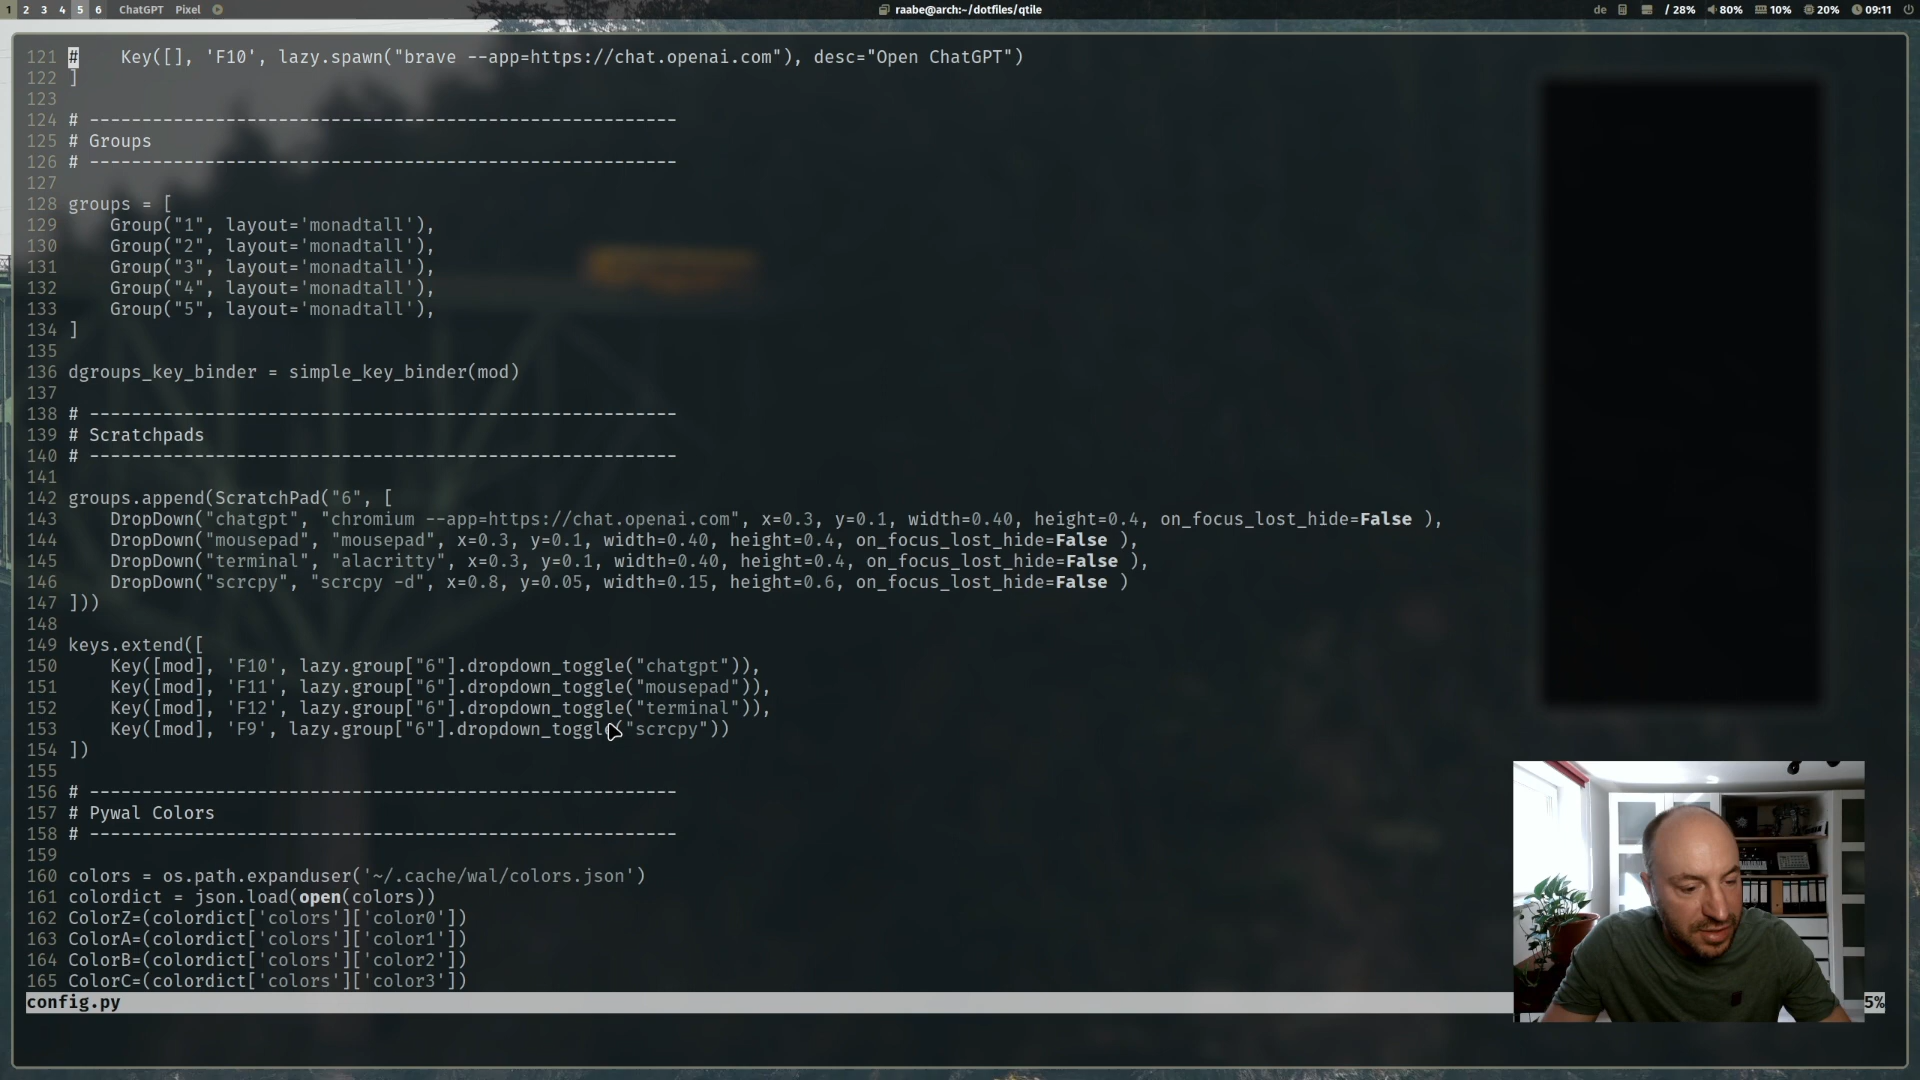 1 2 3 4 5 6 ChatGPT Pixel raabe@arch:~/dotfiles/qtile de / 28% 80% 10% 20% 09:11
121 #    Key([], 'F10', lazy.spawn("brave --app=https://chat.openai.com"), desc="Open ChatGPT")
122 ]
123
124 # --------------------------------------------------------
125 # Groups
126 # --------------------------------------------------------
127
128 groups = [
129     Group("1", layout='monadtall'),
130     Group("2", layout='monadtall'),
131     Group("3", layout='monadtall'),
132     Group("4", layout='monadtall'),
133     Group("5", layout='monadtall'),
134 ]
135
136 dgroups_key_binder = simple_key_binder(mod)
137
138 # --------------------------------------------------------
139 # Scratchpads
140 # --------------------------------------------------------
141
142 groups.append(ScratchPad("6", [
143     DropDown("chatgpt", "chromium --app=https://chat.openai.com", x=0.3, y=0.1, width=0.40, height=0.4, on_focus_lost_hide=False ),
144     DropDown("mousepad", "mousepad", x=0.3, y=0.1, width=0.40, height=0.4, on_focus_lost_hide=False ),
145     DropDown("terminal", "alacritty", x=0.3, y=0.1, width=0.40, height=0.4, on_focus_lost_hide=False ),
146     DropDown("scrcpy", "scrcpy -d", x=0.8, y=0.05, width=0.15, height=0.6, on_focus_lost_hide=False )
147 ]))
148
149 keys.extend([
150     Key([mod], 'F10', lazy.group["6"].dropdown_toggle("chatgpt")),
151     Key([mod], 'F11', lazy.group["6"].dropdown_toggle("mousepad")),
152     Key([mod], 'F12', lazy.group["6"].dropdown_toggle("terminal")),
153     Key([mod], 'F9', lazy.group["6"].dropdown_toggle("scrcpy"))
154 ])
155
156 # --------------------------------------------------------
157 # Pywal Colors
158 # --------------------------------------------------------
159
160 colors = os.path.expanduser('~/.cache/wal/colors.json')
161 colordict = json.load(open(colors))
162 ColorZ=(colordict['colors']['color0'])
163 ColorA=(colordict['colors']['color1'])
164 ColorB=(colordict['colors']['color2'])
165 ColorC=(colordict['colors']['color3'])
config.py 5%